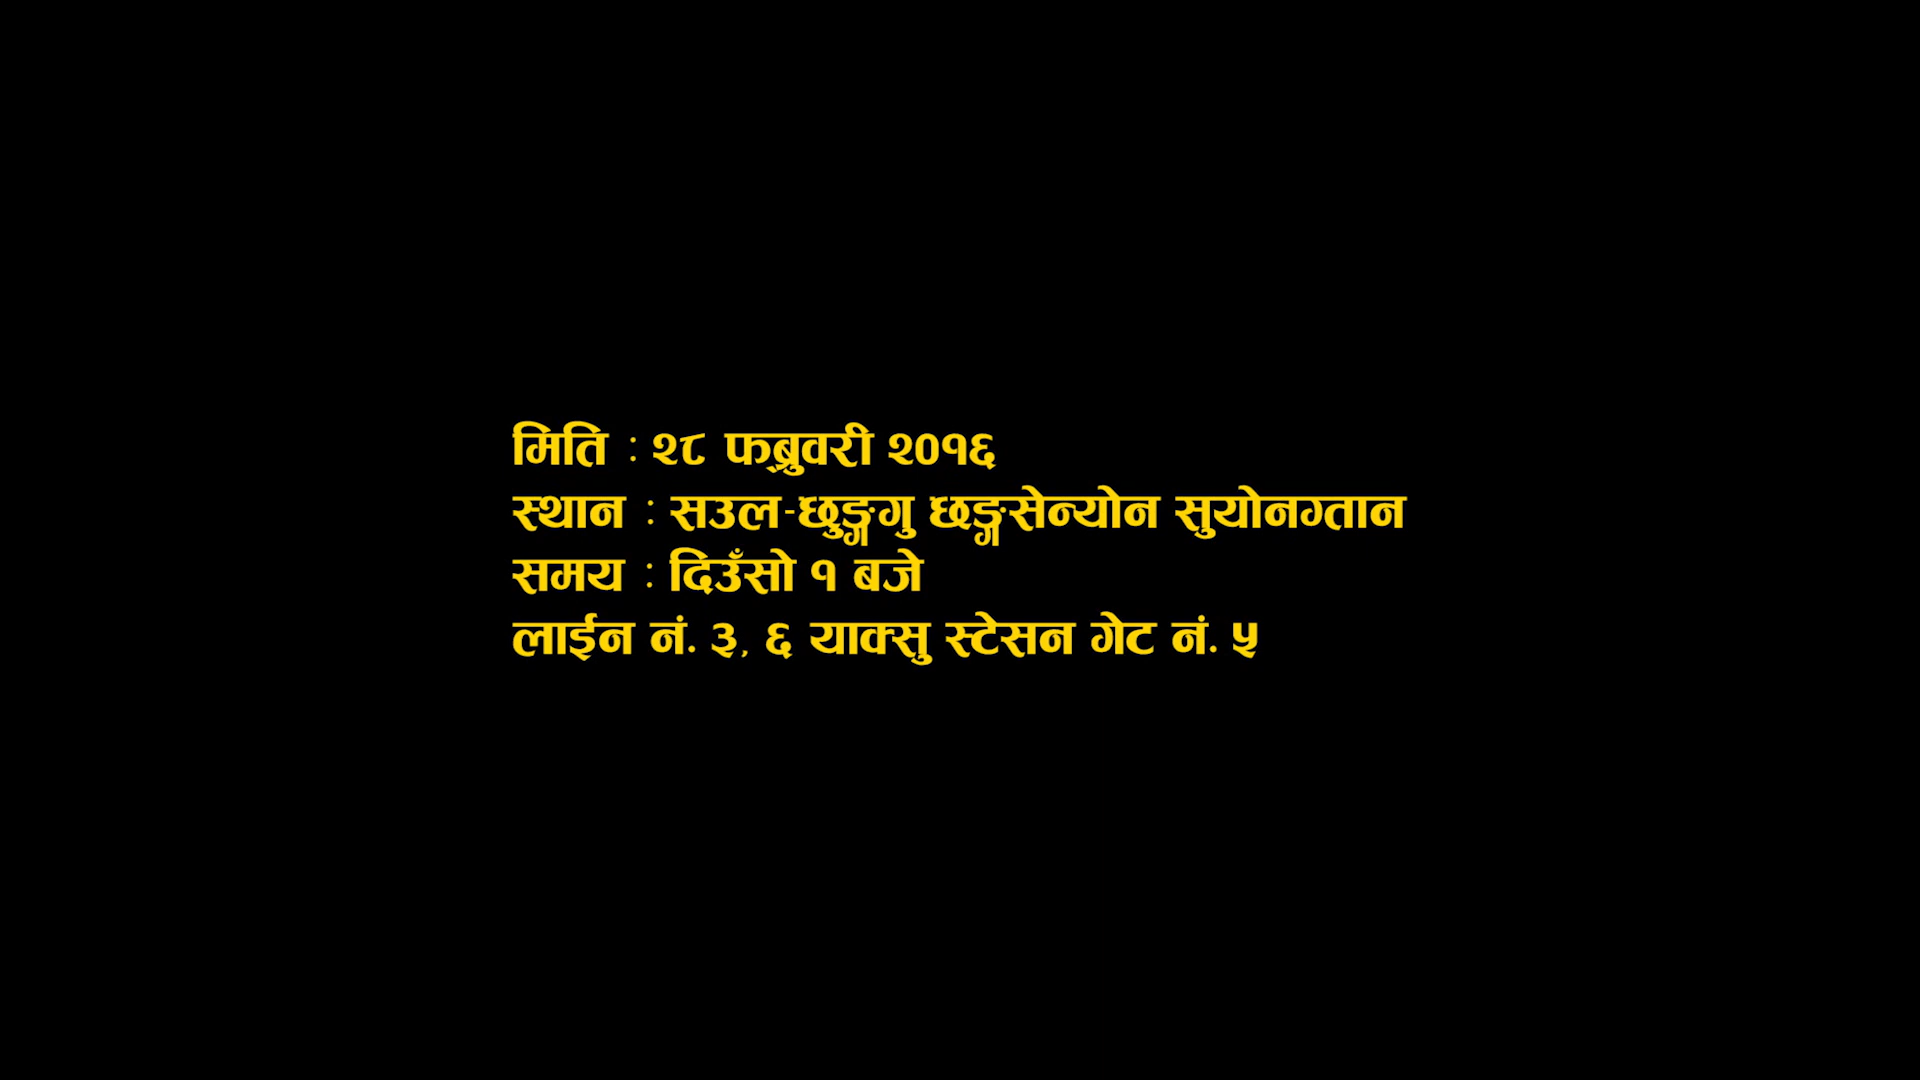 मिति : २८ फब्रुवरी २०१६
स्थान : सउल-छुङ्गगु छङ्गसेन्योन सुयोनग्तान
समय : दिउँसो १ बजे
लाईन नं. ३, ६ याक्सु स्टेसन गेट नं. ५